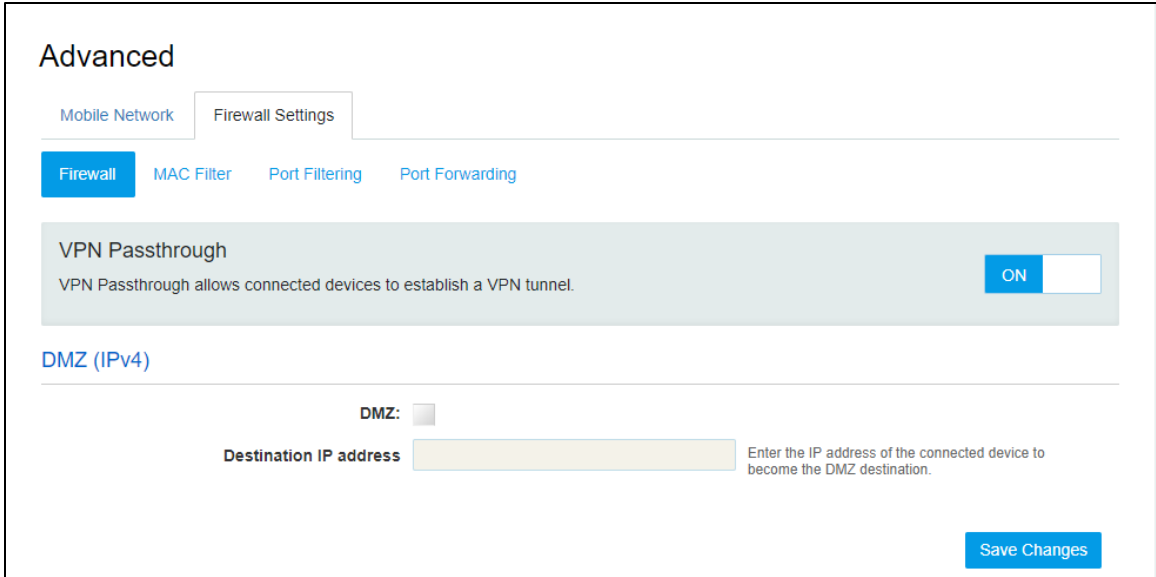 Advanced
Mobile Network Firewall Settings
Firewall MAC Filter Port Filtering Port Forwarding
VPN Passthrough
VPN Passthrough allows connected devices to establish a VPN tunnel.
ON
DMZ (IPv4)
DMZ:
Destination IP address
Enter the IP address of the connected device to
become the DMZ destination.
Save Changes